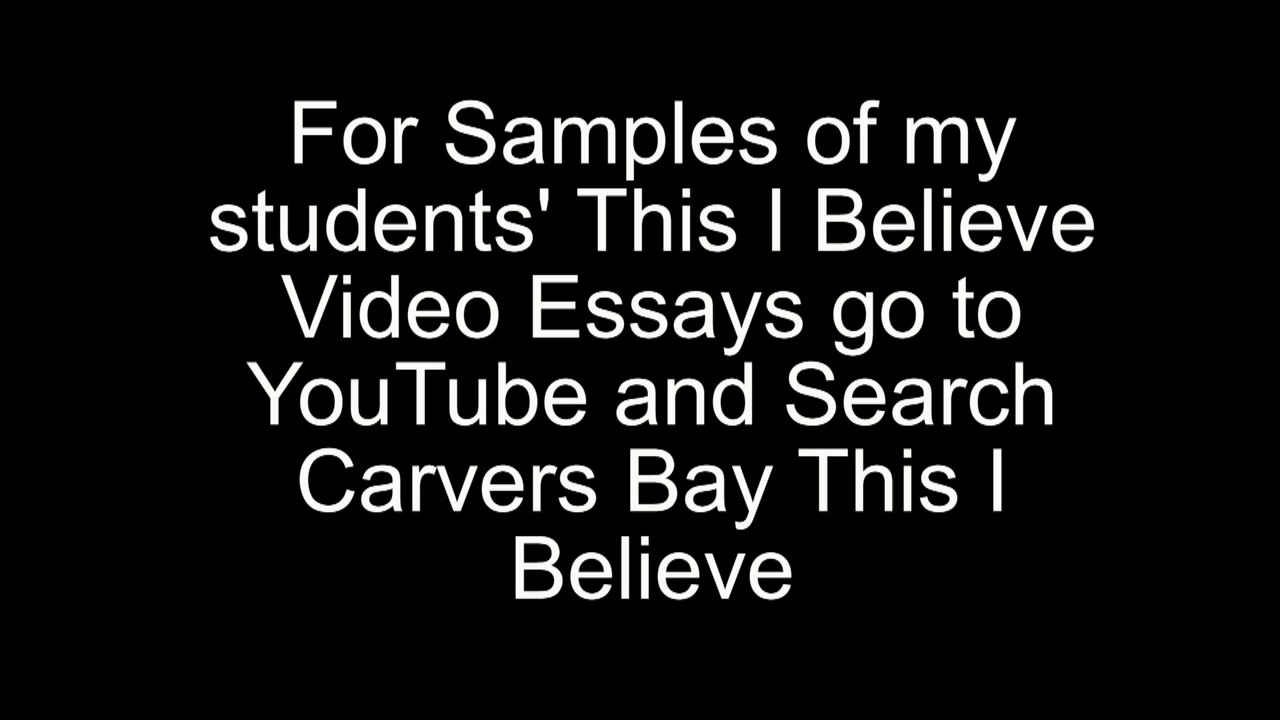 For Samples of my
students' This I Believe
Video Essays go to
YouTube and Search
Carvers Bay This I
Believe